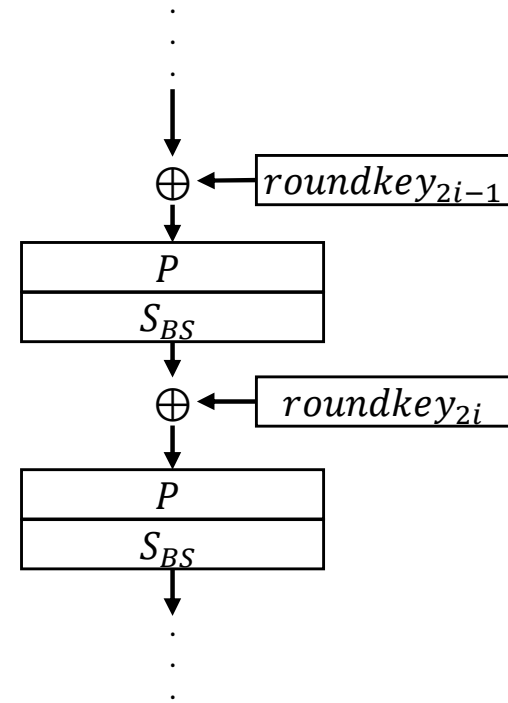 .
.
.
⊕ roundkey_{2i−1}
P
S_{BS}
⊕ roundkey_{2i}
P
S_{BS}
.
.
.